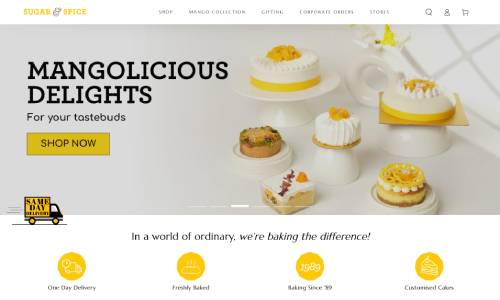 SUGAR & SPICE
SHOP
MANGO COLLECTION
GIFTING
CORPORATE ORDERS
STORES
MANGOLICIOUS
DELIGHTS
For your tastebuds
SHOP NOW
SAME
DAY
DELIVERY
In a world of ordinary, we're baking the difference!
1989
One Day Delivery
Freshly Baked
Baking Since '89
Customised Cakes